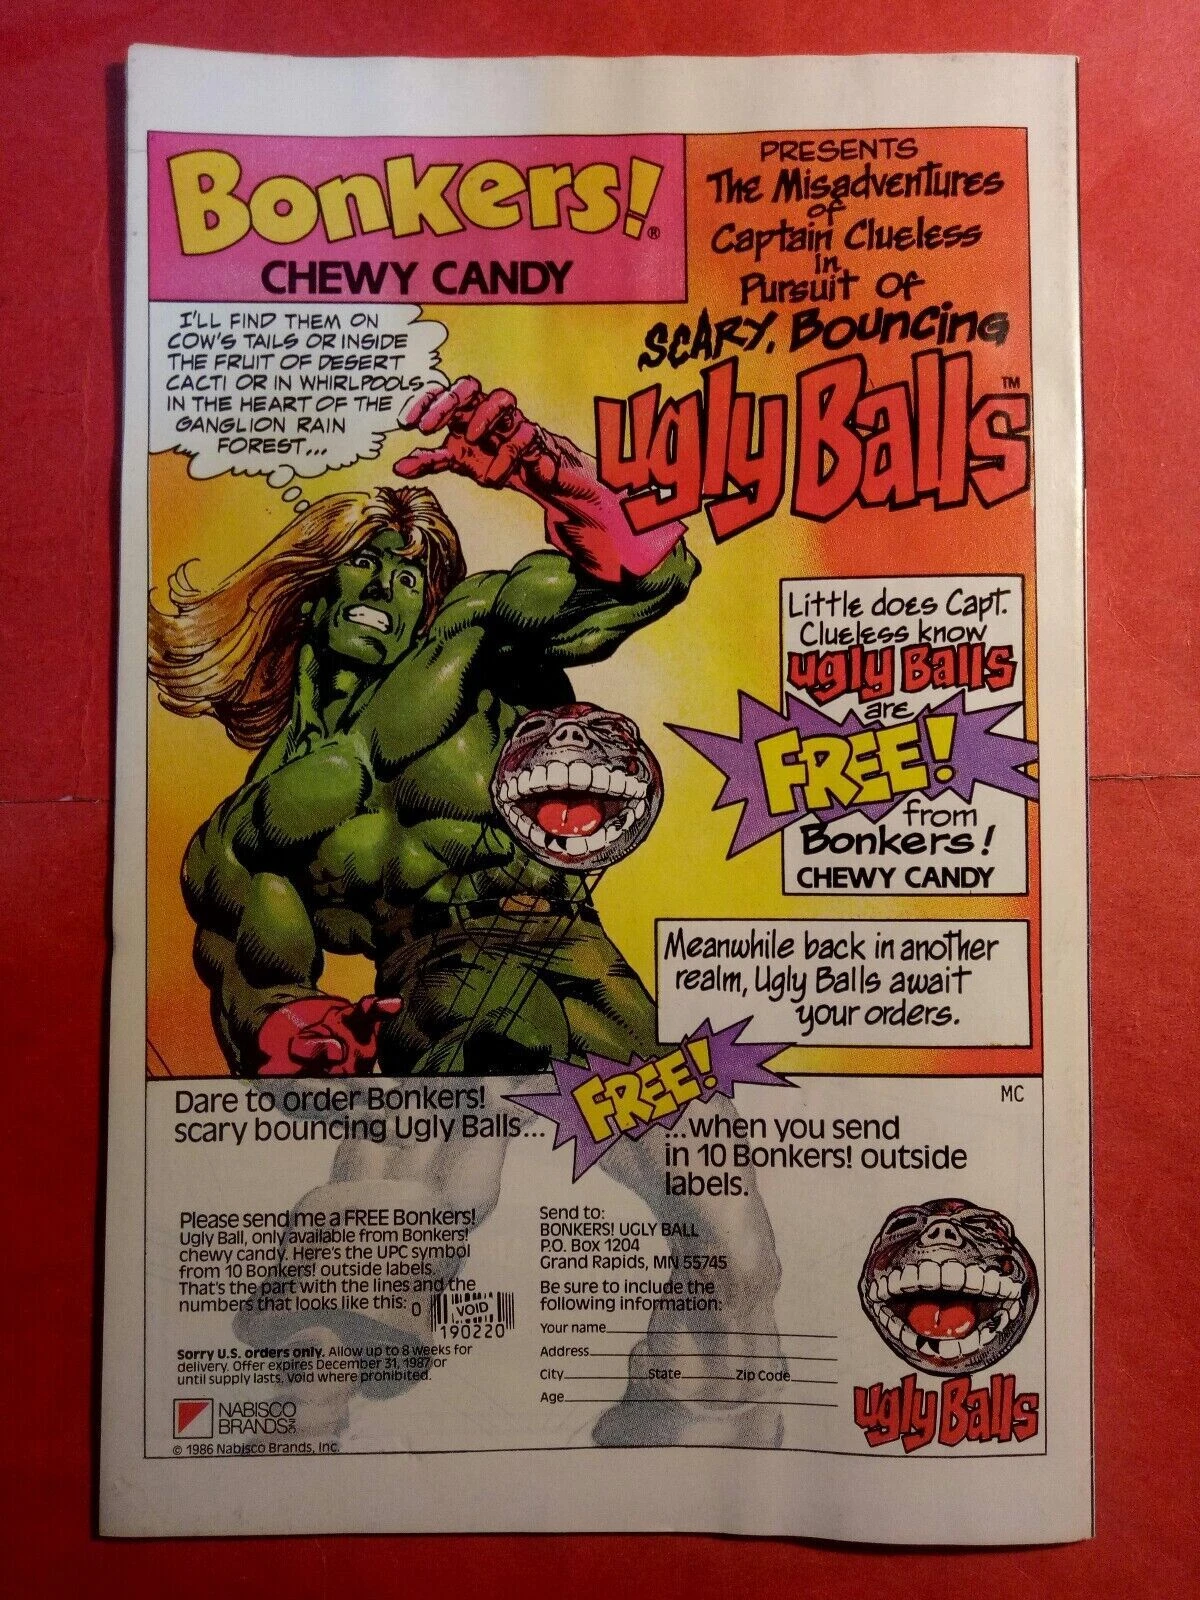 Bonkers!®
CHEWY CANDY
PRESENTS
The Misadventures
of
Captain Clueless
in
Pursuit Of
SCARY, Bouncing
ugly Balls™
I'LL FIND THEM ON
COW'S TAILS OR INSIDE
THE FRUIT OF DESERT
CACTI OR IN WHIRLPOOLS
IN THE HEART OF THE
GANGLION RAIN
FOREST...
Little does Capt.
Clueless know
ugly Balls
are
FREE!
from
Bonkers!
CHEWY CANDY
Meanwhile back in another
realm, Ugly Balls await
your orders.
MC
Dare to order Bonkers!
scary bouncing Ugly Balls...
FREE!
...when you send
in 10 Bonkers! outside
labels.
Please send me a FREE Bonkers!
Ugly Ball, only available from Bonkers!
chewy candy. Here's the UPC symbol
from 10 Bonkers! outside labels.
That's the part with the lines and the
numbers that looks like this:
0
VOID
190220
Sorry U.S. orders only. Allow up to 8 weeks for
delivery. Offer expires December 31, 1987 or
until supply lasts, void where prohibited.
NABISCO
BRANDS INC
© 1986 Nabisco Brands, Inc.
Send to:
BONKERS! UGLY BALL
P.O. Box 1204
Grand Rapids, MN 55745
Be sure to include the
following information:
Your name
Address
City State Zip Code
Age
ugly Balls